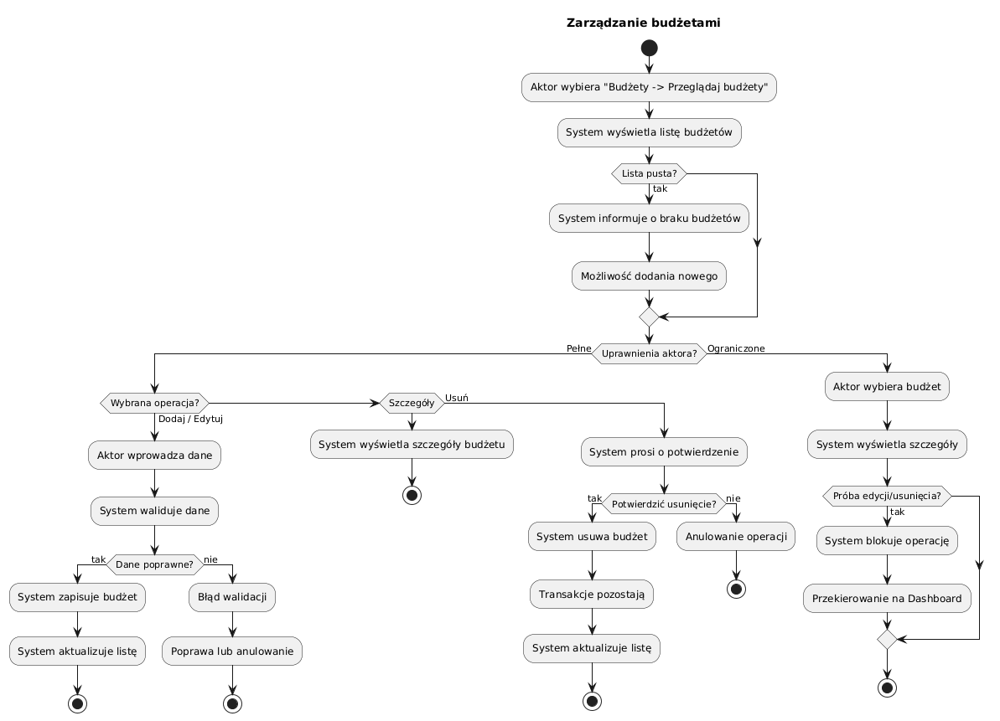 Zarządzanie budżetami
Aktor wybiera "Budżety -> Przeglądaj budżety"
System wyświetla listę budżetów
Lista pusta?
tak
System informuje o braku budżetów
Możliwość dodania nowego
Pełne
Uprawnienia aktora?
Ograniczone
Wybrana operacja?
Dodaj / Edytuj
Aktor wprowadza dane
System waliduje dane
tak
Dane poprawne?
nie
System zapisuje budżet
System aktualizuje listę
Błąd walidacji
Poprawa lub anulowanie
Szczegóły
Usuń
System wyświetla szczegóły budżetu
System prosi o potwierdzenie
tak
Potwierdzić usunięcie?
nie
System usuwa budżet
Transakcje pozostają
System aktualizuje listę
Anulowanie operacji
Aktor wybiera budżet
System wyświetla szczegóły
Próba edycji/usunięcia?
tak
System blokuje operację
Przekierowanie na Dashboard